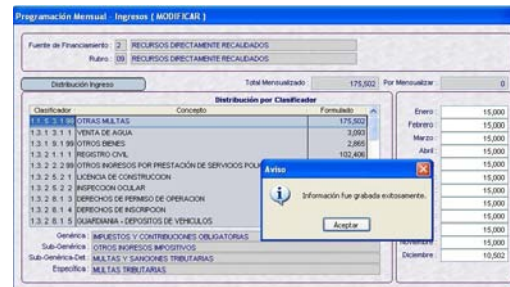 Programación Mensual - Ingresos [ MODIFICAR ]
Fuente de Financiamiento : 2 RECURSOS DIRECTAMENTE RECAUDADOS
Rubro : 09 RECURSOS DIRECTAMENTE RECAUDADOS
Distribución Ingreso Total Mensualizado : 175,502 Por Mensualizar : 0
Distribución por Clasificador
Clasificador Concepto Formulado
1.1 5 3 1 99 OTRAS MULTAS 175,502
1.3 1 3 1 1 VENTA DE AGUA 3,093
1.3 1 9 1 99 OTROS BIENES 2,865
1.3 2 1 1 1 REGISTRO CIVIL 102,406
1.3 2 2 2 99 OTROS INGRESOS POR PRESTACIÓN DE SERVICIOS
1.3 2 5 2 1 LICENCIA DE CONSTRUCCION
1.3 2 5 2 2 INSPECCION OCULAR
1.3 2 8 1 3 DERECHOS DE PERMISO DE OPERACION
1.3 2 8 1 4 DERECHOS DE INSCRIPCION
1.3 2 8 1 5 GUARDIANIA - DEPOSITOS DE VEHICULOS
Genérica : IMPUESTOS Y CONTRIBUCIONES OBLIGATORIAS
Sub-Genérica : OTROS INGRESOS IMPOSITIVOS
Sub-Genérica-Det : MULTAS Y SANCIONES TRIBUTARIAS
Especifica : MULTAS TRIBUTARIAS
Aviso
Información fue grabada exitosamente.
Aceptar
Enero : 15,000
Febrero : 15,000
Marzo : 15,000
Abril : 15,000
15,000
15,000
15,000
15,000
15,000
15,000
Noviembre : 15,000
Diciembre : 10,502